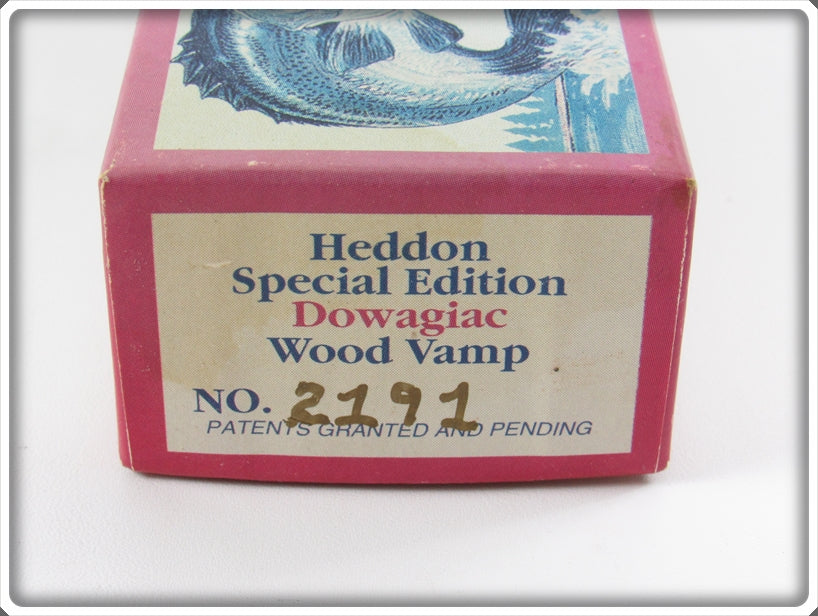 Heddon
Special Edition
Dowagiac
Wood Vamp
NO. 2191
PATENTS GRANTED AND PENDING